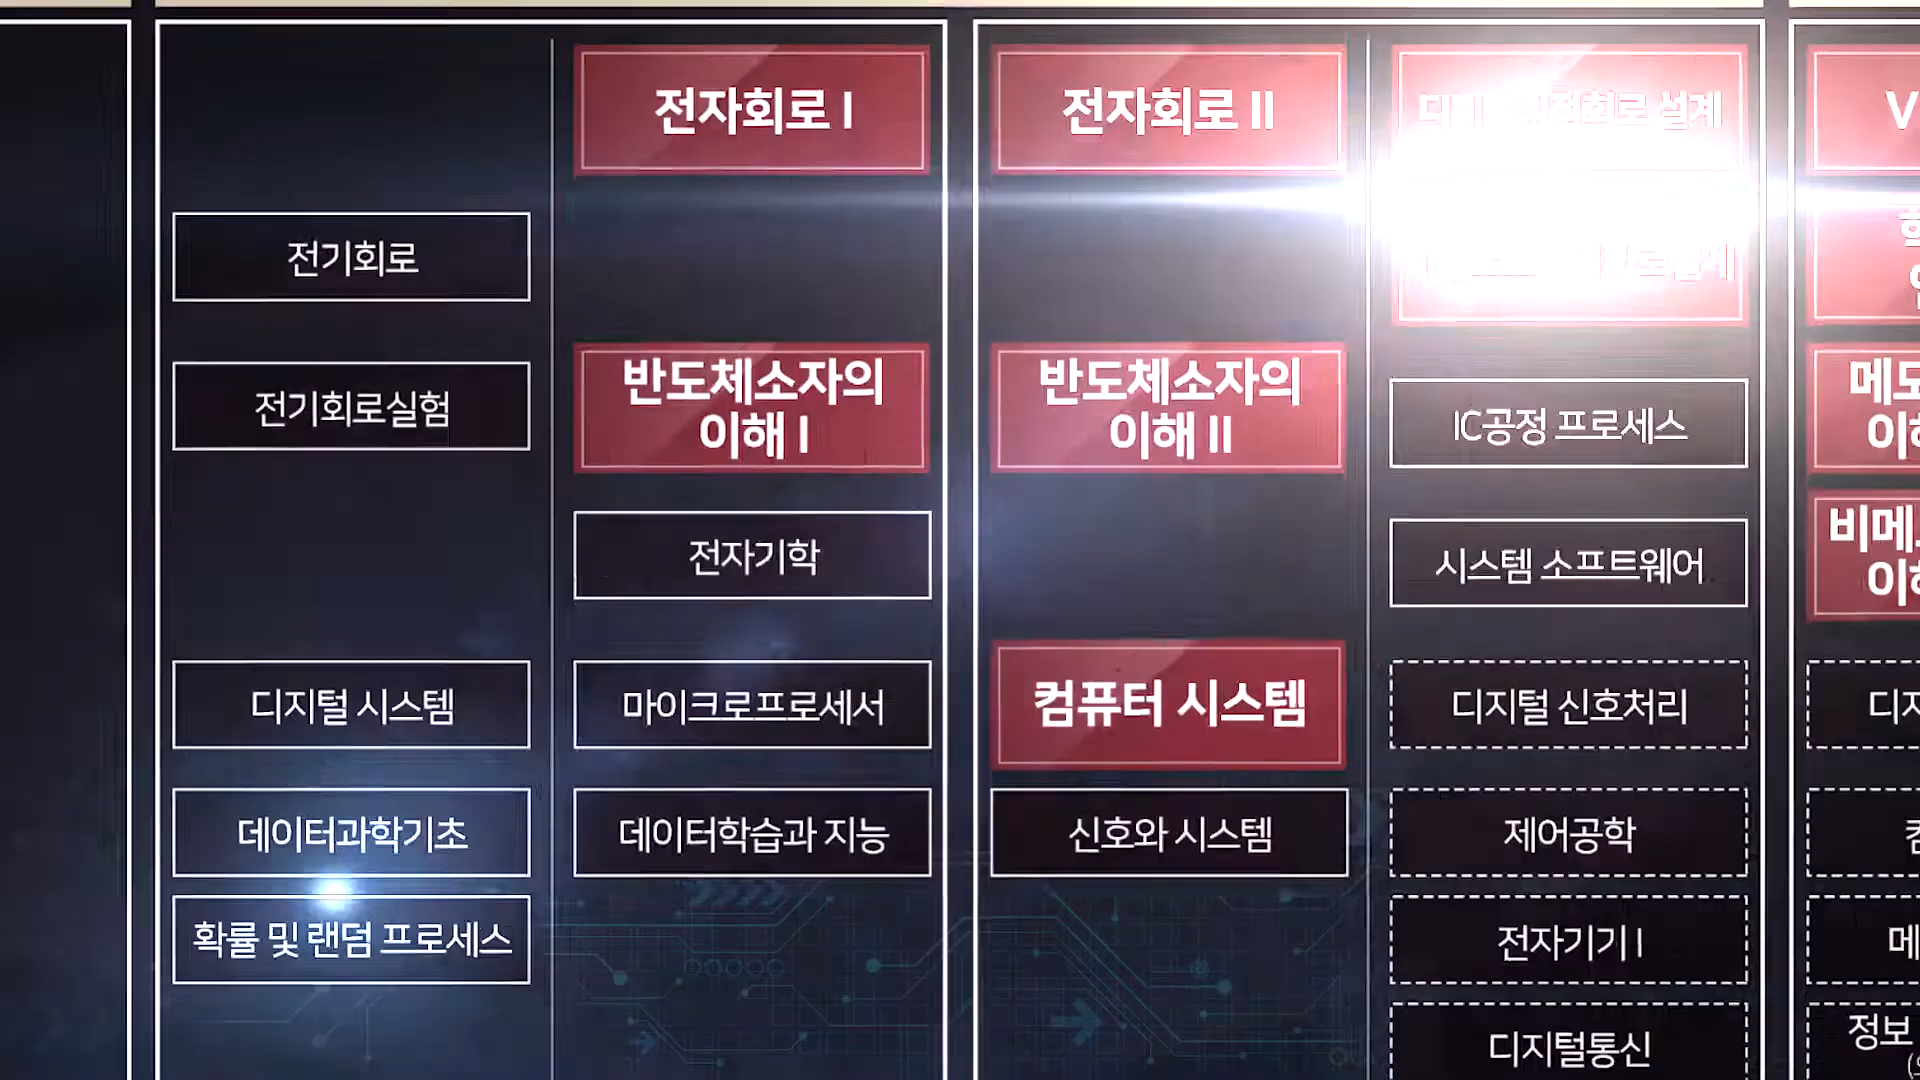 전자회로 I
전기회로
전기회로실험
반도체소자의
이해 I
전자기학
디지털 시스템
마이크로프로세서
데이터과학기초
데이터학습과 지능
확률 및 랜덤 프로세스
전자회로 II
반도체소자의
이해 II
컴퓨터 시스템
신호와 시스템
IC공정 프로세스
시스템 소프트웨어
디지털 신호처리
제어공학
전자기기 I
디지털통신
정보